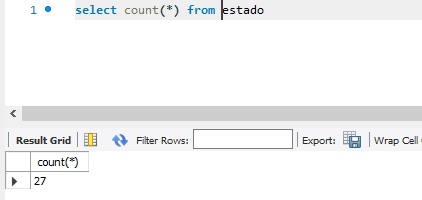 1 select count(*) from estado
Result Grid Filter Rows: Export: Wrap Cell
count(*)
27